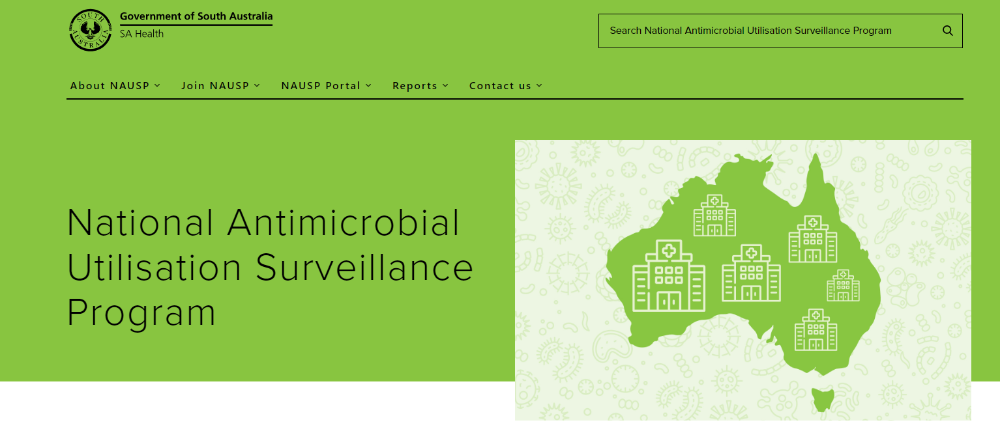 SOUTH AUSTRALIA
Government of South Australia
SA Health
Search National Antimicrobial Utilisation Surveillance Program
About NAUSP
Join NAUSP
NAUSP Portal
Reports
Contact us
National Antimicrobial
Utilisation Surveillance
Program